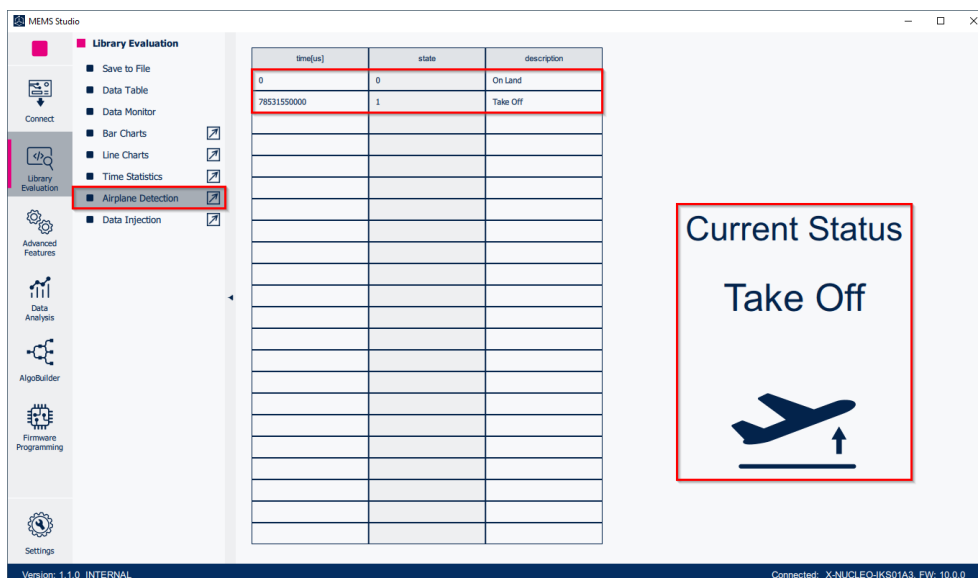 MEMS Studio
Connect
Library
Evaluation
Advanced
Features
Data
Analysis
AlgoBuilder
Firmware
Programming
Settings
Library Evaluation
Save to File
Data Table
Data Monitor
Bar Charts
Line Charts
Time Statistics
Airplane Detection
Data Injection
time[us] state description
0 0 On Land
78531550000 1 Take Off
Current Status
Take Off
Version: 1.1.0 INTERNAL
Connected: X-NUCLEO-IKS01A3, FW: 10.0.0